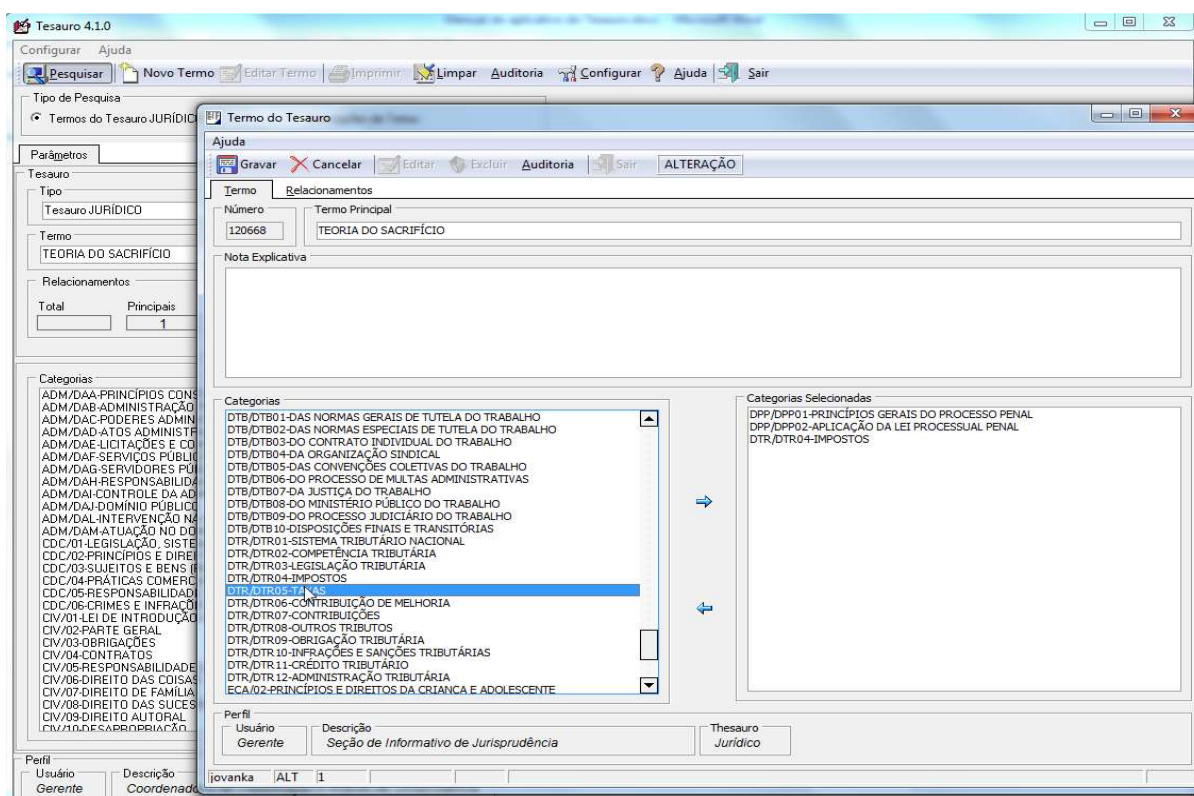 Tesauro 4.1.0
Configurar Ajuda
Pesquisar Novo Termo Editar Termo Imprimir Limpar Auditoria Configurar Ajuda Sair
Tipo de Pesquisa
Termos do Tesauro JURÍDIC
Parâmetros
Tesauro
Tipo
Tesauro JURÍDICO
Termo
TEORIA DO SACRIFÍCIO
Relacionamentos
Total Principais
1
Categorias
ADM/DAA-PRINCÍPIOS CONS
ADM/DAB-ADMINISTRAÇÃO
ADM/DAC-PODERES ADMIN
ADM/DAD-ATOS ADMINISTR
ADM/DAE-LICITAÇÕES E CO
ADM/DAF-SERVIÇOS PÚBLIC
ADM/DAG-SERVIDORES PÚ
ADM/DAH-RESPONSABILIDA
ADM/DAI-CONTROLE DA AD
ADM/DAJ-DOMÍNIO PÚBLICO
ADM/DAL-INTERVENÇÃO NA
ADM/DAM-ATUAÇÃO NO DO
CDC/01-LEGISLAÇÃO, SISTE
CDC/02-PRINCÍPIOS E DIREI
CDC/03-SUJEITOS E BENS (
CDC/04-PRÁTICAS COMERC
CDC/05-RESPONSABILIDAD
CDC/06-CRIMES E INFRAÇÕ
CIV/01-LEI DE INTRODUÇÃO
CIV/02-PARTE GERAL
CIV/03-OBRIGAÇÕES
CIV/04-CONTRATOS
CIV/05-RESPONSABILIDADE
CIV/06-DIREITO DAS COISAS
CIV/07-DIREITO DE FAMÍLIA
CIV/08-DIREITO DAS SUCES
CIV/09-DIREITO AUTORAL
CIV/10-DESAPROPRIAÇÃO
Perfil
Usuário Descrição
Gerente Coordenado
Termo do Tesauro
Ajuda
Gravar Cancelar Editar Excluir Auditoria Sair ALTERAÇÃO
Termo Relacionamentos
Número Termo Principal
120668 TEORIA DO SACRIFÍCIO
Nota Explicativa
Categorias
DTB/DTB01-DAS NORMAS GERAIS DE TUTELA DO TRABALHO
DTB/DTB02-DAS NORMAS ESPECIAIS DE TUTELA DO TRABALHO
DTB/DTB03-DO CONTRATO INDIVIDUAL DO TRABALHO
DTB/DTB04-DA ORGANIZAÇÃO SINDICAL
DTB/DTB05-DAS CONVENÇÕES COLETIVAS DO TRABALHO
DTB/DTB06-DO PROCESSO DE MULTAS ADMINISTRATIVAS
DTB/DTB07-DA JUSTIÇA DO TRABALHO
DTB/DTB08-DO MINISTÉRIO PÚBLICO DO TRABALHO
DTB/DTB09-DO PROCESSO JUDICIÁRIO DO TRABALHO
DTB/DTB10-DISPOSIÇÕES FINAIS E TRANSITÓRIAS
DTR/DTR01-SISTEMA TRIBUTÁRIO NACIONAL
DTR/DTR02-COMPETÊNCIA TRIBUTÁRIA
DTR/DTR03-LEGISLAÇÃO TRIBUTÁRIA
DTR/DTR04-IMPOSTOS
DTR/DTR05-TAXAS
DTR/DTR06-CONTRIBUIÇÃO DE MELHORIA
DTR/DTR07-CONTRIBUIÇÕES
DTR/DTR08-OUTROS TRIBUTOS
DTR/DTR09-OBRIGAÇÃO TRIBUTÁRIA
DTR/DTR10-INFRAÇÕES E SANÇÕES TRIBUTÁRIAS
DTR/DTR11-CRÉDITO TRIBUTÁRIO
DTR/DTR12-ADMINISTRAÇÃO TRIBUTÁRIA
ECA/02-PRINCÍPIOS E DIREITOS DA CRIANÇA E ADOLESCENTE
Categorias Selecionadas
DPP/DPP01-PRINCÍPIOS GERAIS DO PROCESSO PENAL
DPP/DPP02-APLICAÇÃO DA LEI PROCESSUAL PENAL
DTR/DTR04-IMPOSTOS
Perfil
Usuário Descrição Thesauro
Gerente Seção de Informativo de Jurisprudência Jurídico
jovanka ALT 1